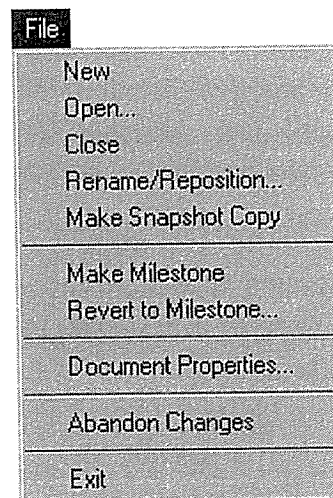 File
New
Open...
Close
Rename/Reposition...
Make Snapshot Copy
Make Milestone
Revert to Milestone...
Document Properties...
Abandon Changes
Exit